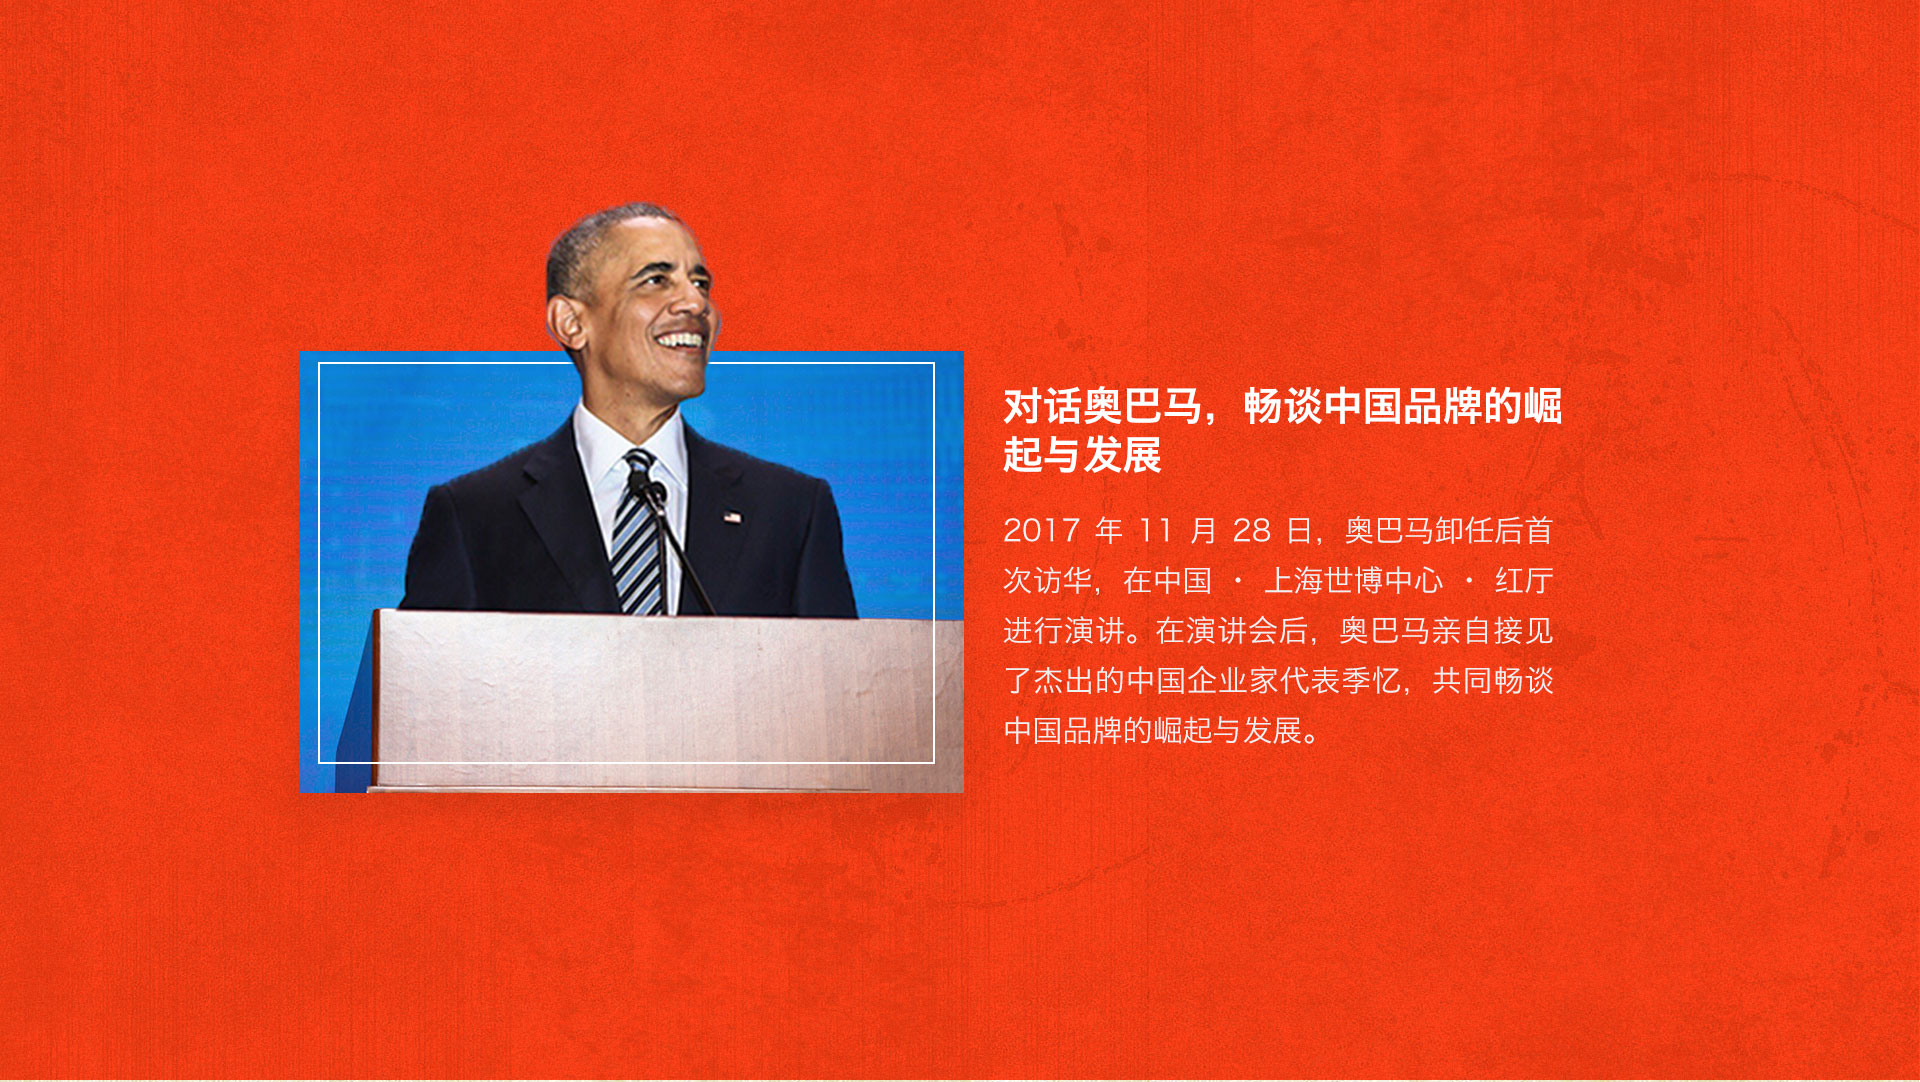 对话奥巴马，畅谈中国品牌的崛
起与发展
2017 年 11 月 28 日，奥巴马卸任后首
次访华，在中国 · 上海世博中心 · 红厅
进行演讲。在演讲会后，奥巴马亲自接见
了杰出的中国企业家代表季忆，共同畅谈
中国品牌的崛起与发展。